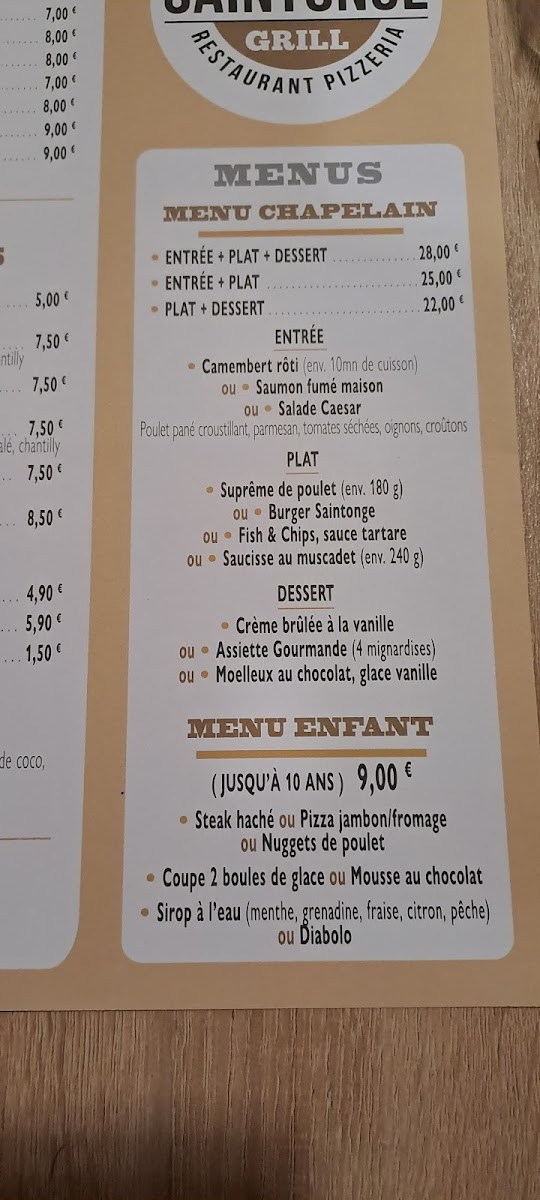 7,00 €
8,00 €
8,00 €
7,00 €
8,00 €
9,00 €
9,00 €
S
5,00 €
7,50 €
ntilly
7,50 €
7,50 €
alé, chantilly
7,50 €
8,50 €
4,90 €
5,90 €
1,50 €
de coco,
SAINTONGE
GRILL
RESTAURANT PIZZERIA
MENUS
MENU CHAPELAIN
• ENTRÉE + PLAT + DESSERT .............. 28,00 €
• ENTRÉE + PLAT .............. 25,00 €
• PLAT + DESSERT .............. 22,00 €
ENTRÉE
• Camembert rôti (env. 10mn de cuisson)
ou • Saumon fumé maison
ou • Salade Caesar
Poulet pané croustillant, parmesan, tomates séchées, oignons, croûtons
PLAT
• Suprême de poulet (env. 180 g)
ou • Burger Saintonge
ou • Fish & Chips, sauce tartare
ou • Saucisse au muscadet (env. 240 g)
DESSERT
• Crème brûlée à la vanille
ou • Assiette Gourmande (4 mignardises)
ou • Moelleux au chocolat, glace vanille
MENU ENFANT
(JUSQU'À 10 ANS) 9,00 €
• Steak haché ou Pizza jambon/fromage
ou Nuggets de poulet
• Coupe 2 boules de glace ou Mousse au chocolat
• Sirop à l'eau (menthe, grenadine, fraise, citron, pêche)
ou Diabolo